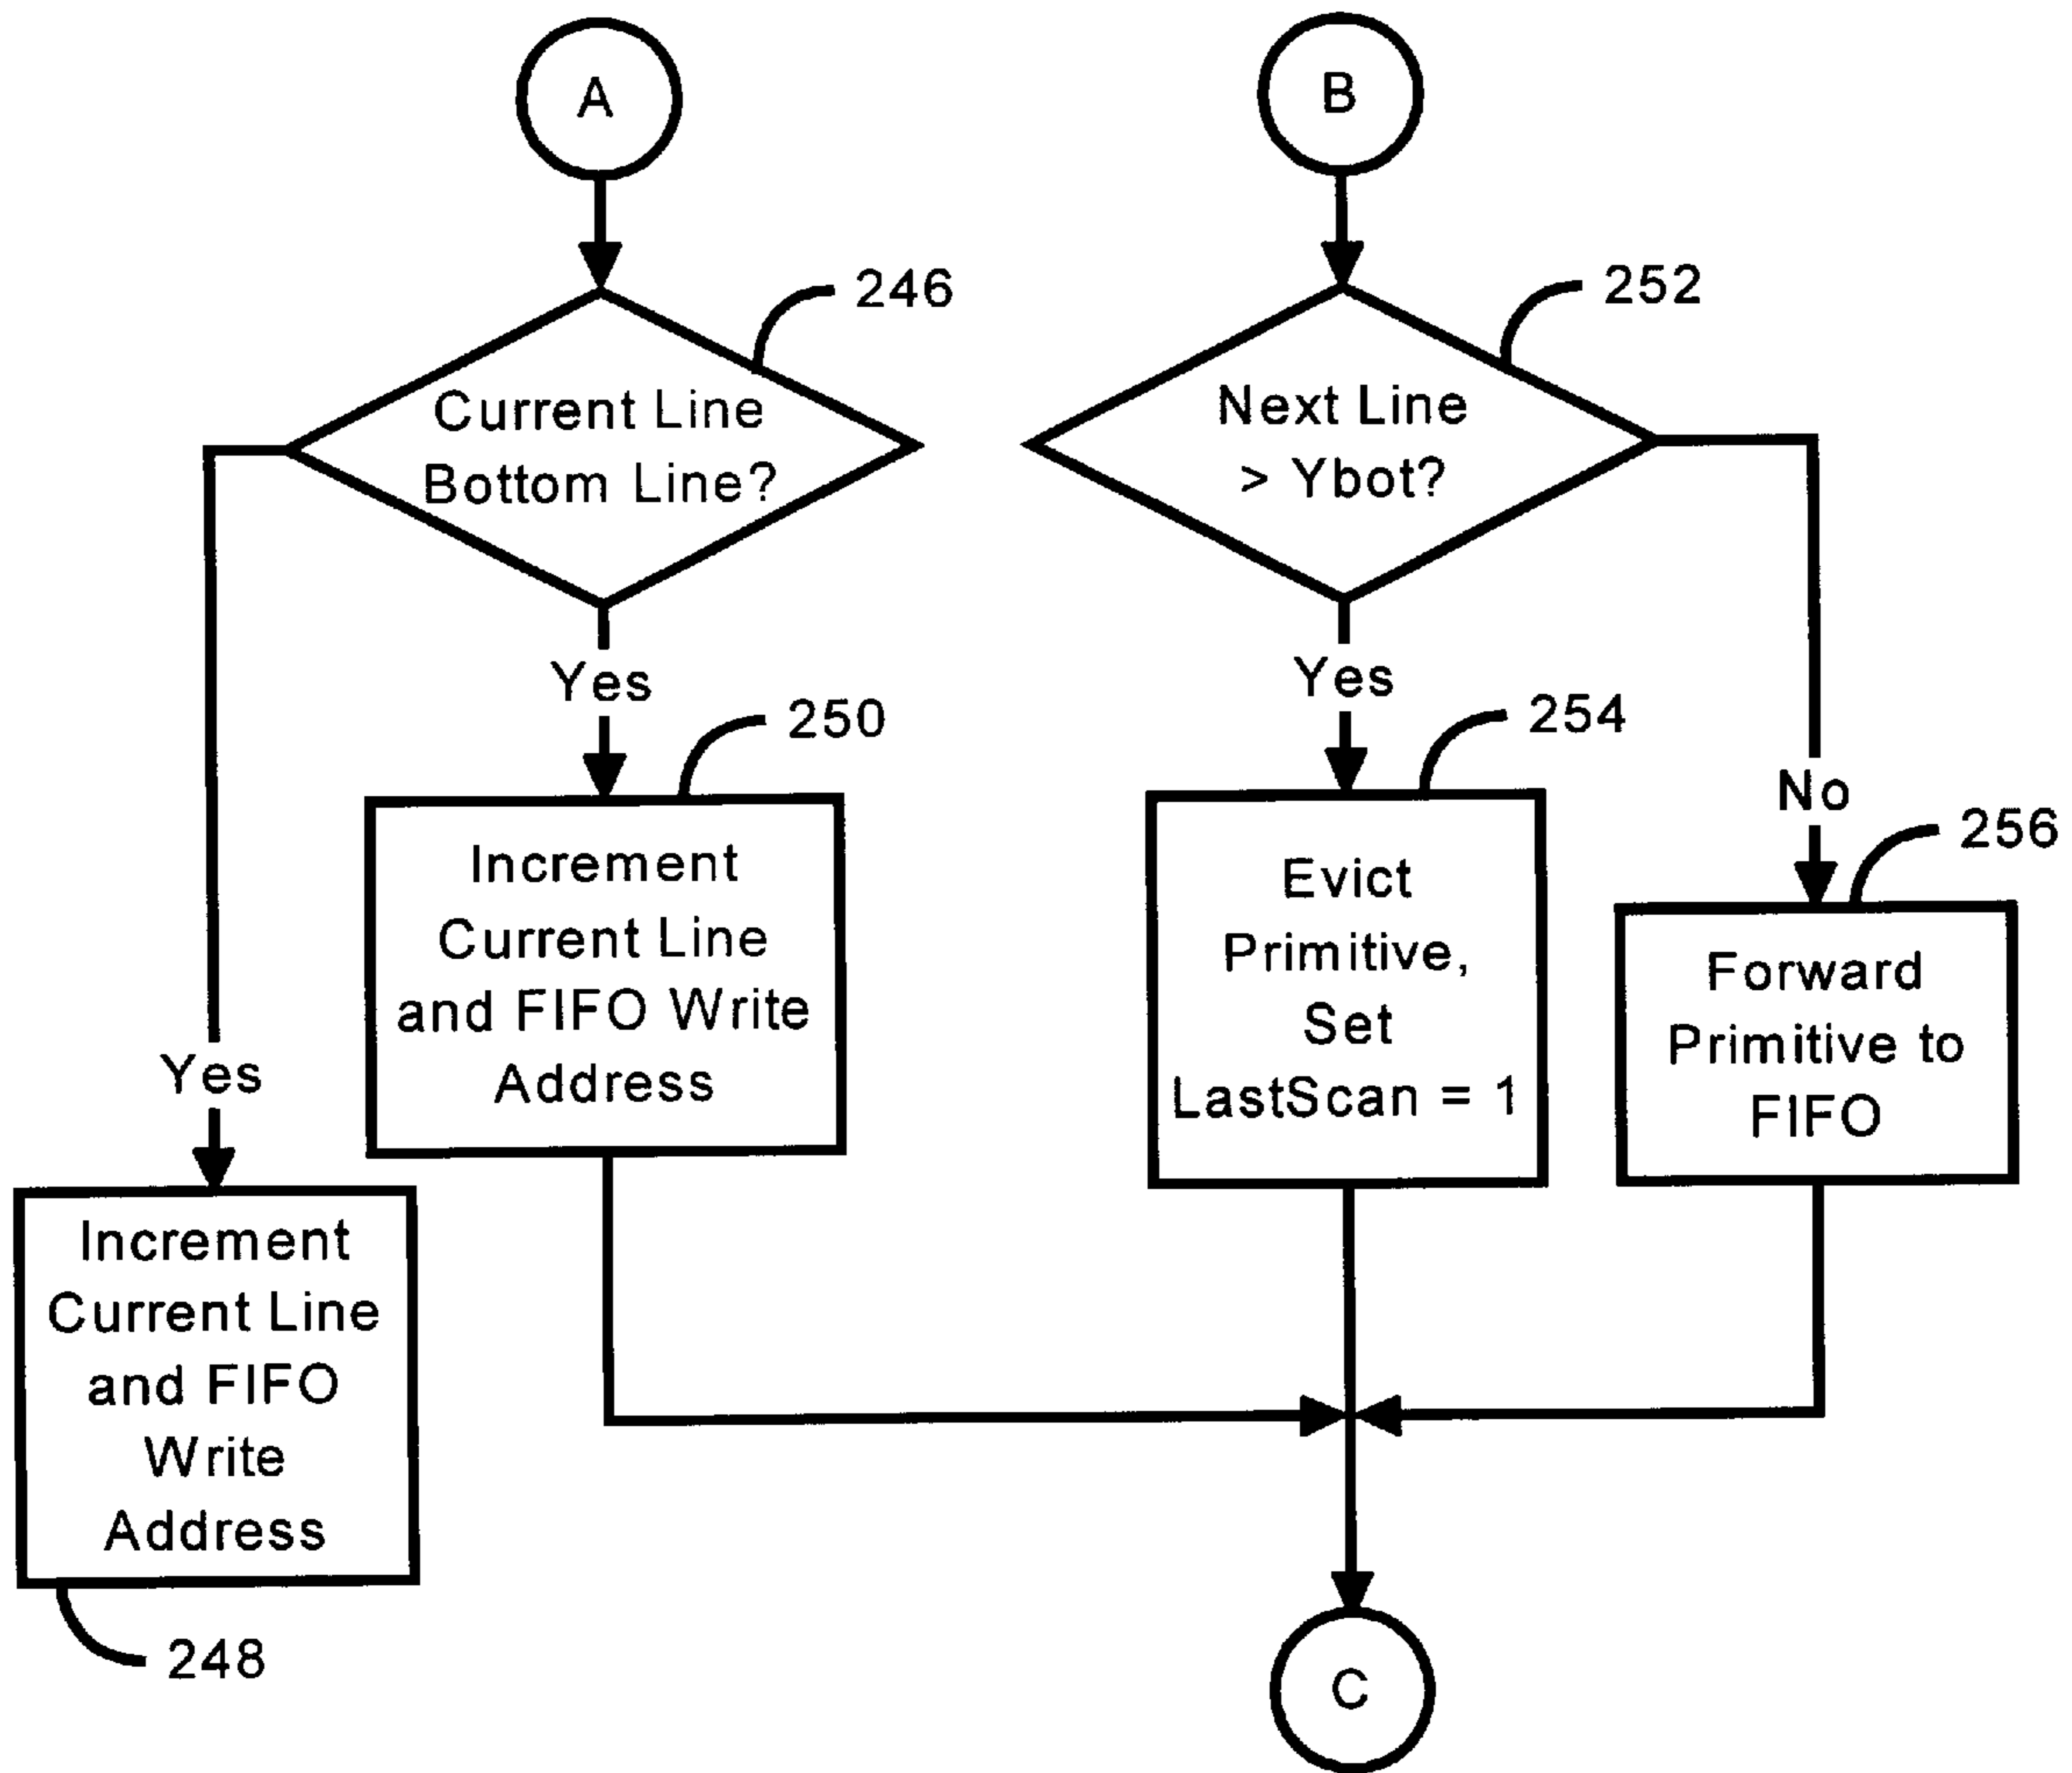 A
B
246
252
Current Line
Bottom Line?
Next Line
> Ybot?
Yes
Yes
250
254
No
256
Increment
Current Line
and FIFO Write
Address
Evict
Primitive,
Set
LastScan = 1
Forward
Primitive to
FIFO
Yes
Increment
Current Line
and FIFO
Write
Address
248
C